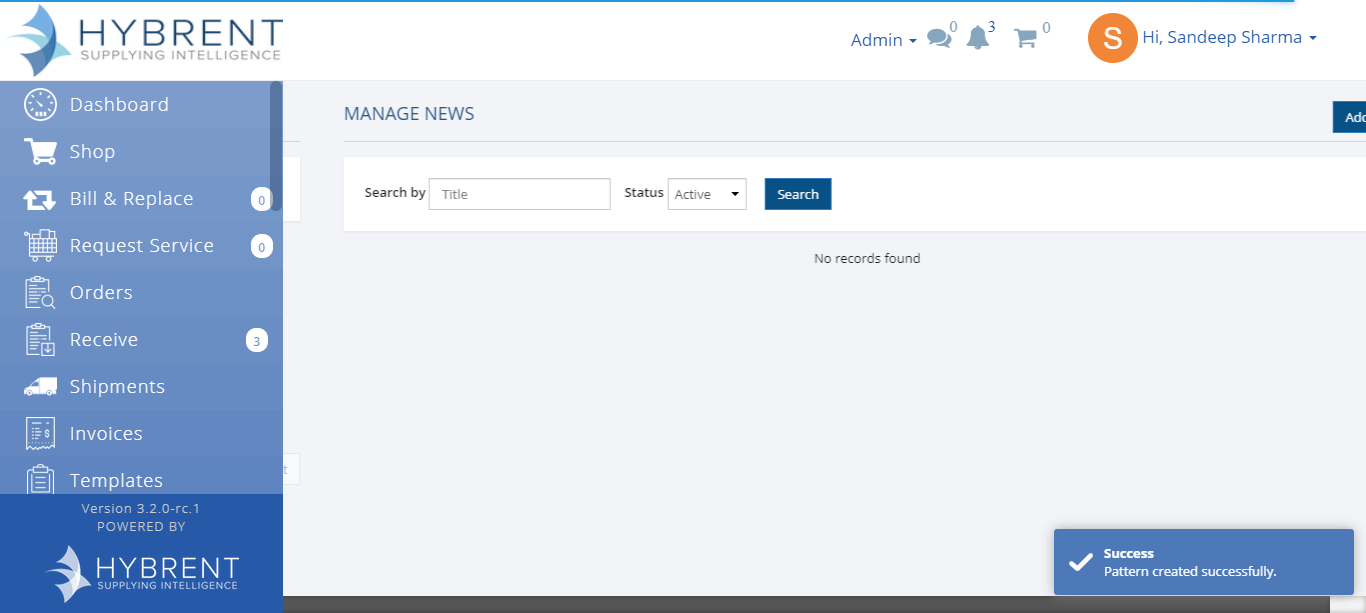 HYBRENT
SUPPLYING INTELLIGENCE
Admin
0
3
0
S
Hi, Sandeep Sharma
Dashboard
Shop
Bill & Replace
0
Request Service
0
Orders
Receive
3
Shipments
Invoices
Templates
Version 3.2.0-rc.1
POWERED BY
HYBRENT
SUPPLYING INTELLIGENCE
MANAGE NEWS
Search by
Title
Status
Active
Search
No records found
Success
Pattern created successfully.